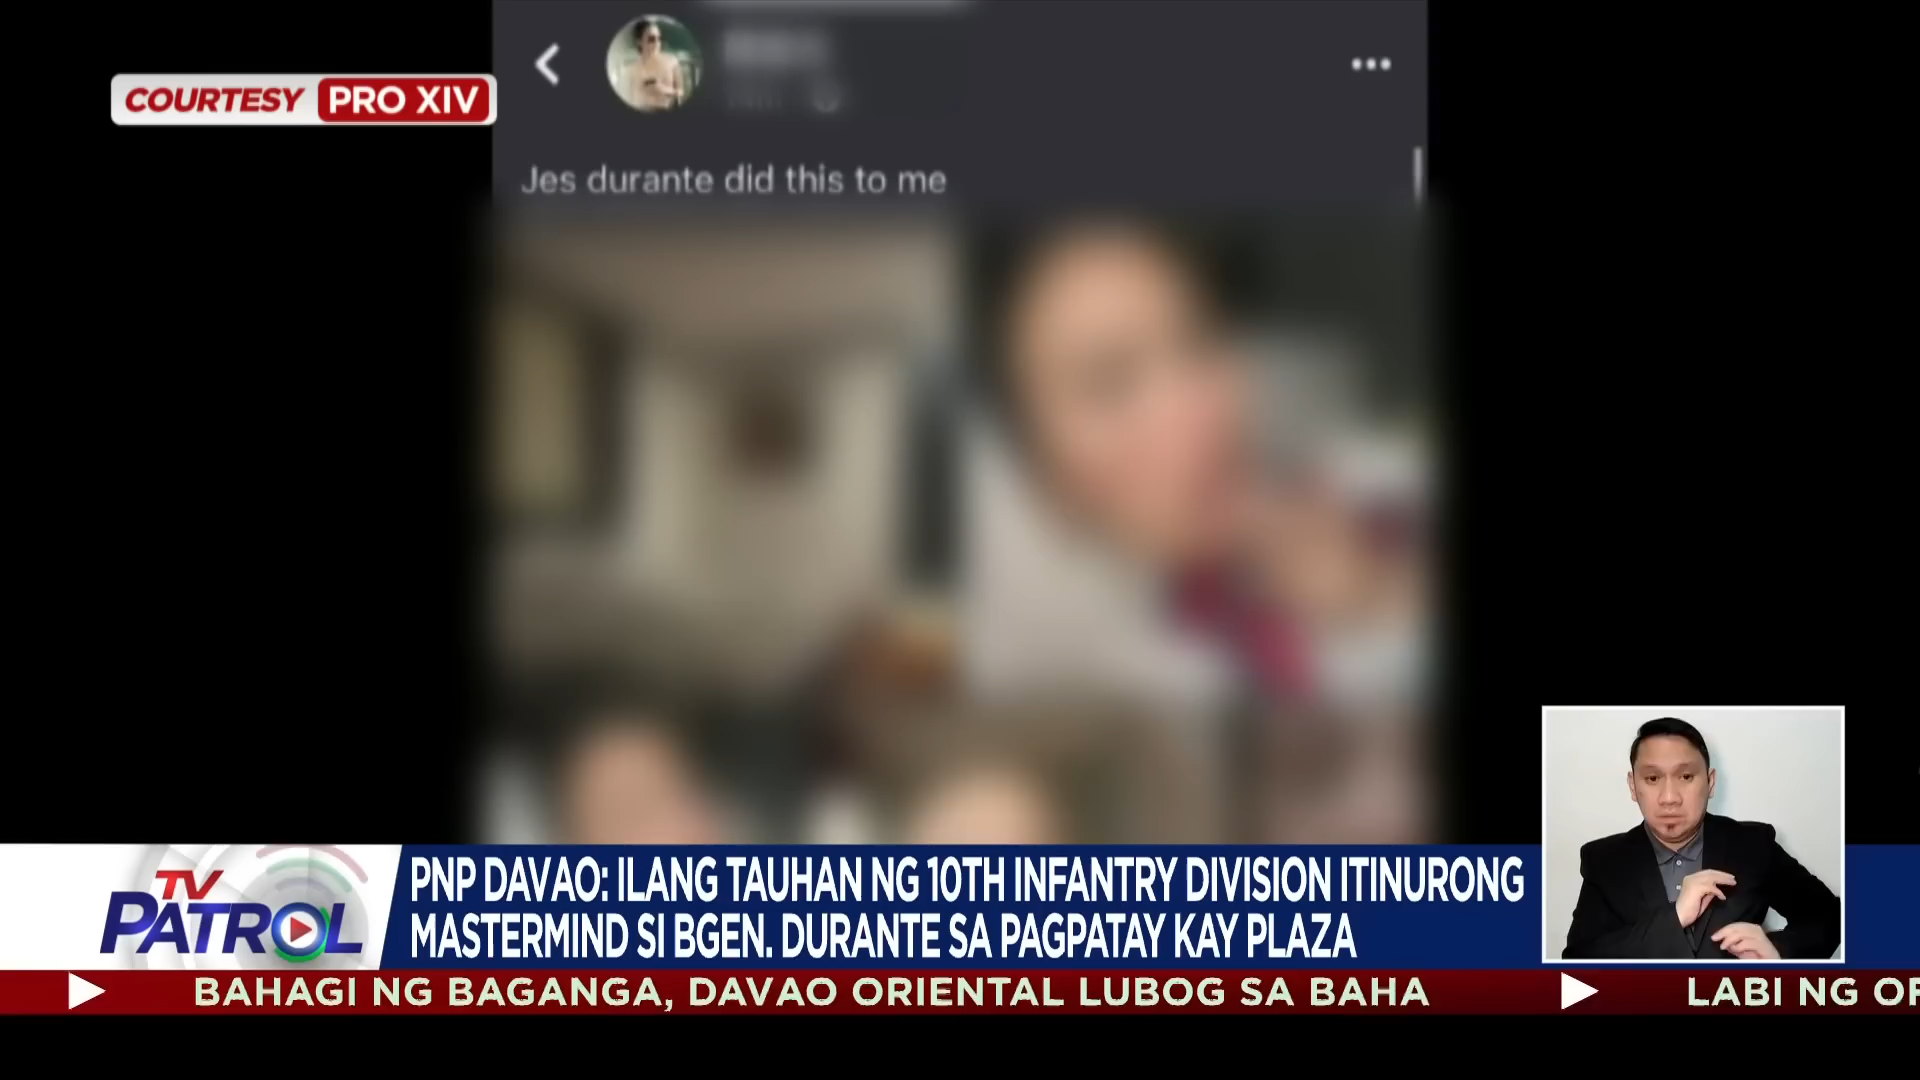 COURTESY PRO XIV
Jes durante did this to me
TV PATROL
PNP DAVAO: ILANG TAUHAN NG 10TH INFANTRY DIVISION ITINURONG
MASTERMIND SI BGEN. DURANTE SA PAGPATAY KAY PLAZA
BAHAGI NG BAGANGA, DAVAO ORIENTAL LUBOG SA BAHA
LABI NG